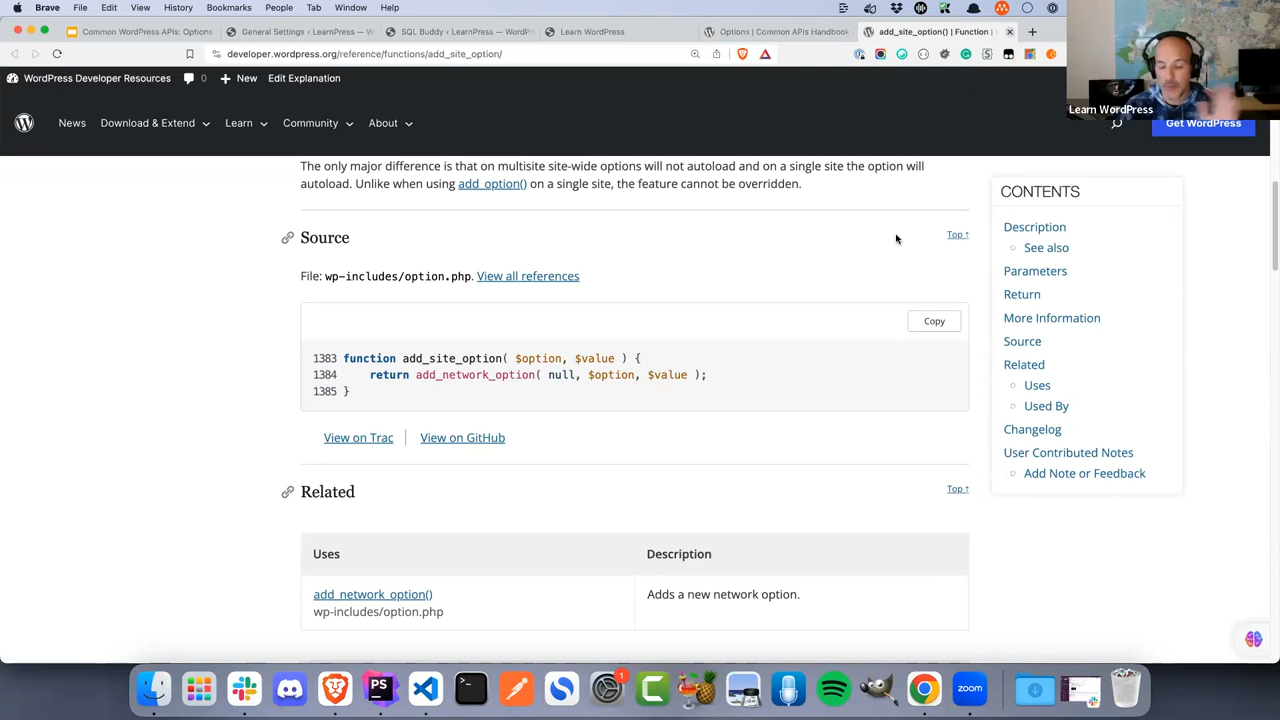 Brave File Edit View History Bookmarks People Tab Window Help
Common WordPress APIs: Options
General Settings ‹ LearnPress — W
SQL Buddy ‹ LearnPress — WordPr
Learn WordPress
Options | Common APIs Handbook
add_site_option() | Function |
developer.wordpress.org/reference/functions/add_site_option/
WordPress Developer Resources 0 New Edit Explanation
Learn WordPress
News Download & Extend Learn Community About
Get WordPress
The only major difference is that on multisite site-wide options will not autoload and on a single site the option will
autoload. Unlike when using add_option() on a single site, the feature cannot be overridden.
Source
Top ↑
File: wp-includes/option.php. View all references
Copy
1383 function add_site_option( $option, $value ) {
1384 return add_network_option( null, $option, $value );
1385 }
View on Trac
View on GitHub
Related
Top ↑
Uses Description
add_network_option() Adds a new network option.
wp-includes/option.php
CONTENTS
Description
See also
Parameters
Return
More Information
Source
Related
Uses
Used By
Changelog
User Contributed Notes
Add Note or Feedback
PS
1
zoom